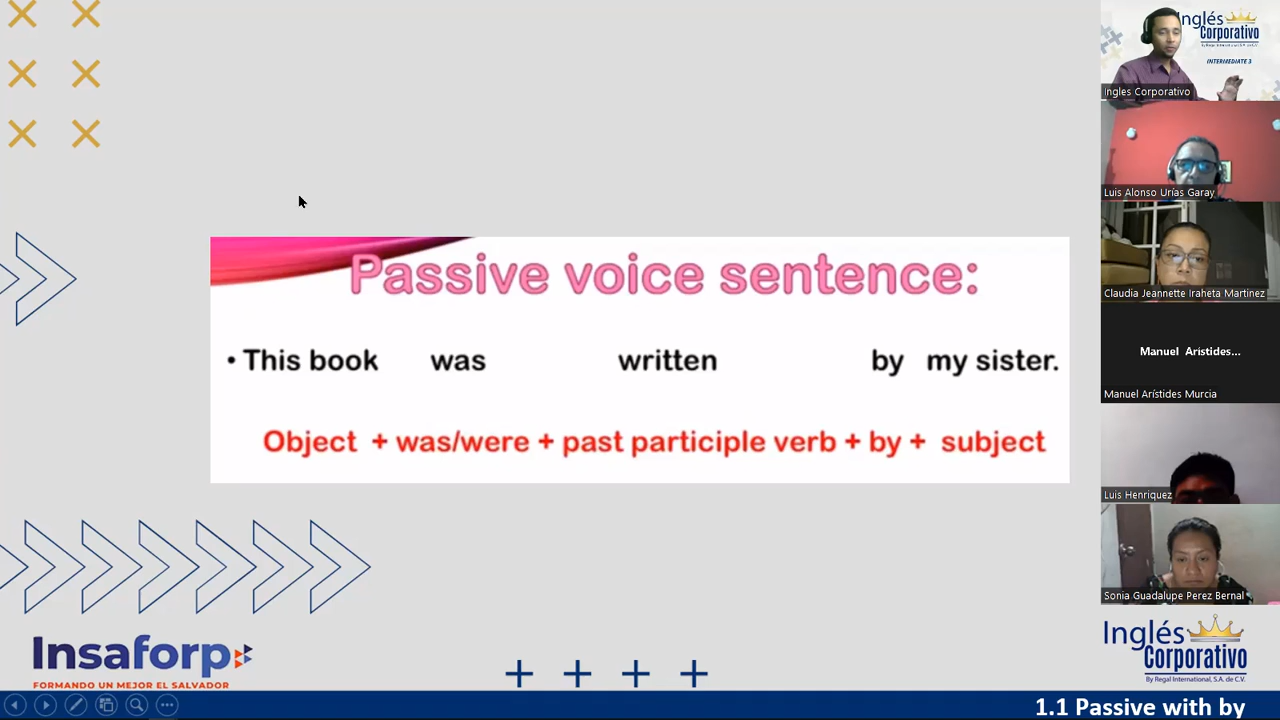 Passive voice sentence:
• This book was written by my sister.
Object + was/were + past participle verb + by + subject
Insaforp
FORMANDO UN MEJOR EL SALVADOR
1.1 Passive with by
Inglés
Corporativo
INTERMEDIATE 3
Ingles Corporativo
Luis Alonso Urías Garay
Claudia Jeannette Iraheta Martinez
Manuel Aristides...
Manuel Arístides Murcia
Luis Henriquez
Sonia Guadalupe Perez Bernal
Inglés
Corporativo
By Regal International, S.A. de C.V.